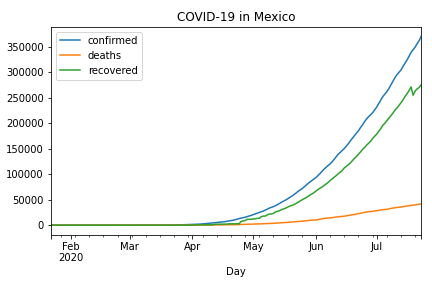 COVID-19 in Mexico
confirmed
deaths
recovered
350000
300000
250000
200000
150000
100000
50000
0
Feb Mar Apr May Jun Jul
2020
Day